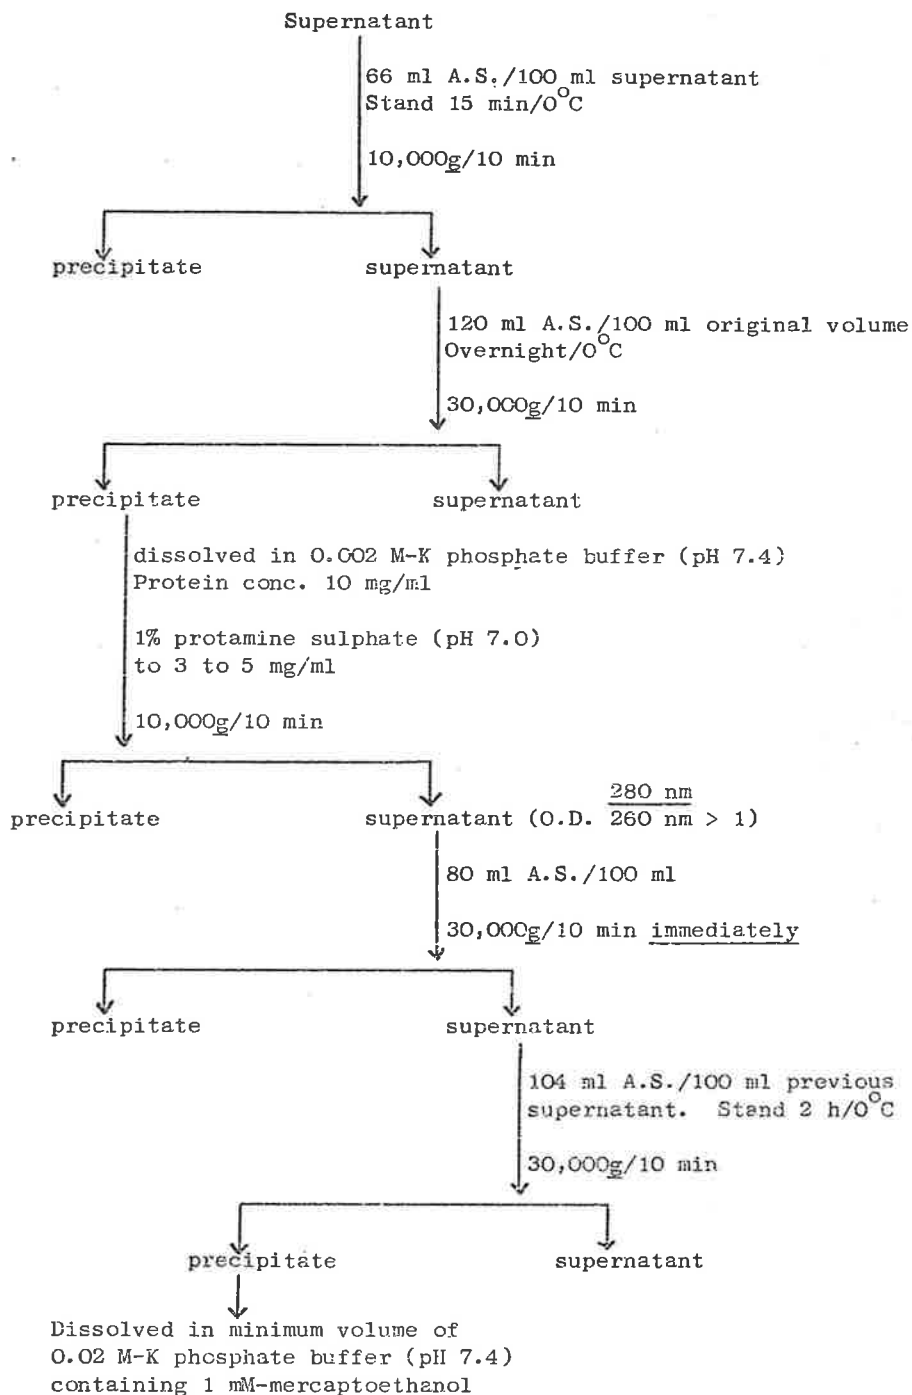 Supernatant
66 ml A.S./100 ml supernatant
Stand 15 min/0°C
10,000g/10 min
precipitate supernatant
120 ml A.S./100 ml original volume
Overnight/0°C
30,000g/10 min
precipitate supernatant
dissolved in 0.002 M-K phosphate buffer (pH 7.4)
Protein conc. 10 mg/ml
1% protamine sulphate (pH 7.0)
to 3 to 5 mg/ml
10,000g/10 min
280 nm
precipitate supernatant (O.D. 260 nm > 1)
80 ml A.S./100 ml
30,000g/10 min immediately
precipitate supernatant
104 ml A.S./100 ml previous
supernatant. Stand 2 h/0°C
30,000g/10 min
precipitate supernatant
Dissolved in minimum volume of
0.02 M-K phosphate buffer (pH 7.4)
containing 1 mM-mercaptoethanol